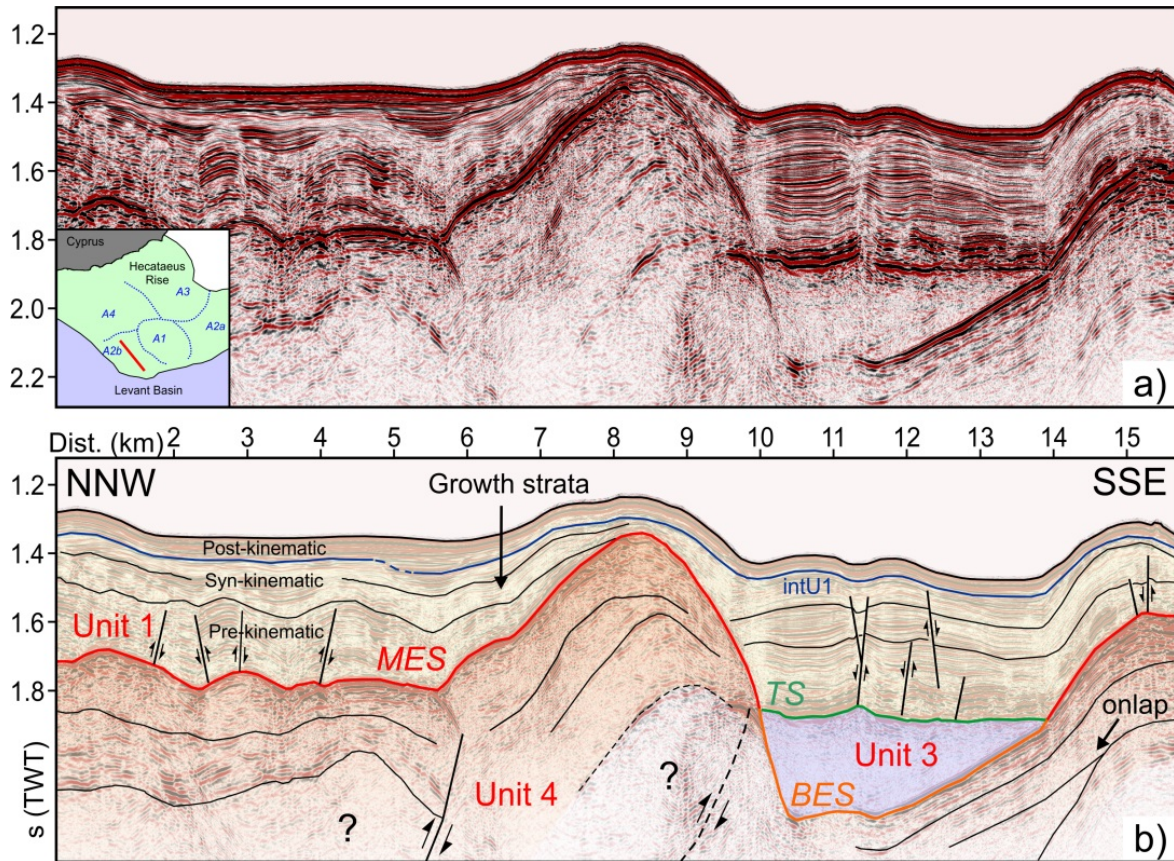 1.2
1.4
1.6
1.8
2.0
2.2
Cyprus
Hecataeus
Rise
A3
A4
A2a
A1
A2b
Levant Basin
a)
Dist. (km) 2 3 4 5 6 7 8 9 10 11 12 13 14 15
1.2
1.4
1.6
1.8
s (TWT)
NNW
Growth strata
SSE
Post-kinematic
intU1
Syn-kinematic
Unit 1
Pre-kinematic
MES
TS
onlap
Unit 3
?
Unit 4
BES
?
b)